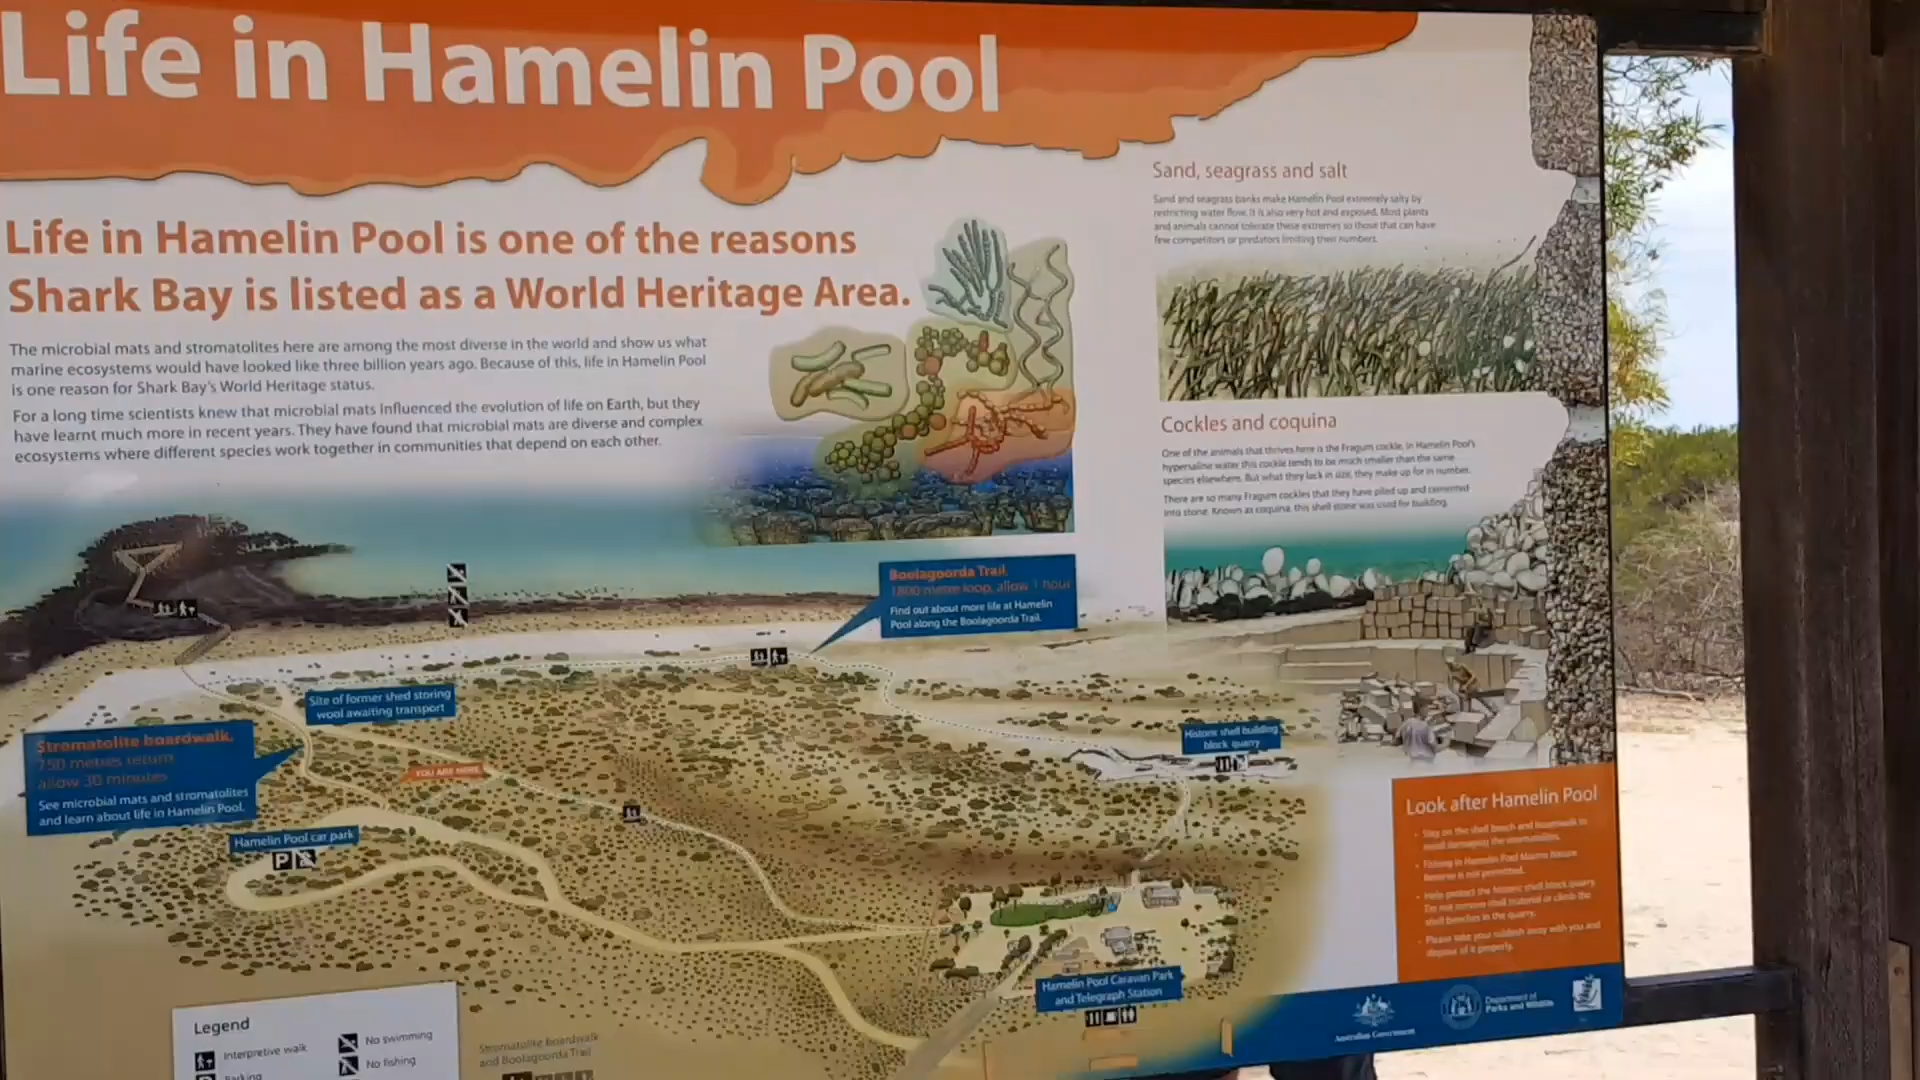 Life in Hamelin Pool
Life in Hamelin Pool is one of the reasons
Shark Bay is listed as a World Heritage Area.
The microbial mats and stromatolites here are among the most diverse in the world and show us what
marine ecosystems would have looked like three billion years ago. Because of this, life in Hamelin Pool
is one reason for Shark Bay's World Heritage status.
For a long time scientists knew that microbial mats influenced the evolution of life on Earth, but they
have learnt much more in recent years. They have found that microbial mats are diverse and complex
ecosystems where different species work together in communities that depend on each other.
Sand, seagrass and salt
Sand and seagrass banks make Hamelin Pool extremely salty by
restricting water flow. It is also very hot and exposed. Most plants
and animals cannot tolerate these extremes so those that can have
few competitors or predators limiting their numbers.
Cockles and coquina
One of the animals that thrives here is the Fragum cockle. In Hamelin Pool's
hypersaline water this cockle tends to be much smaller than the same
species elsewhere. But what they lack in size, they make up for in number.
There are so many Fragum cockles that they have piled up and cemented
into stone. Known as coquina, this shell stone was used for building.
Boolagoorda Trail,
1800 metre loop, allow 1 hour
Find out about more life at Hamelin
Pool along the Boolagoorda Trail.
Site of former shed storing
wool awaiting transport
Stromatolite boardwalk,
750 metres return
allow 30 minutes
See microbial mats and stromatolites
and learn about life in Hamelin Pool.
YOU ARE HERE
Historic shell building
block quarry
Hamelin Pool car park
P
Hamelin Pool Caravan Park
and Telegraph Station
Look after Hamelin Pool
• Stay on the shell beach and boardwalk to
avoid damaging the stromatolites.
• Fishing in Hamelin Pool Marine Nature
Reserve is not permitted.
• Help protect the historic shell block quarry.
Do not remove shell material or climb the
shell benches in the quarry.
• Please take your rubbish away with you and
dispose of it properly.
Australian Government
Department of
Parks and Wildlife
Legend
Interpretive walk
Parking
No swimming
No fishing
Stromatolite boardwalk
and Boolagoorda Trail